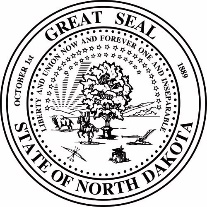 GREAT SEAL
OCTOBER 1st
1889
LIBERTY AND UNION NOW AND FOREVER ONE AND INSEPARABLE
STATE OF NORTH DAKOTA